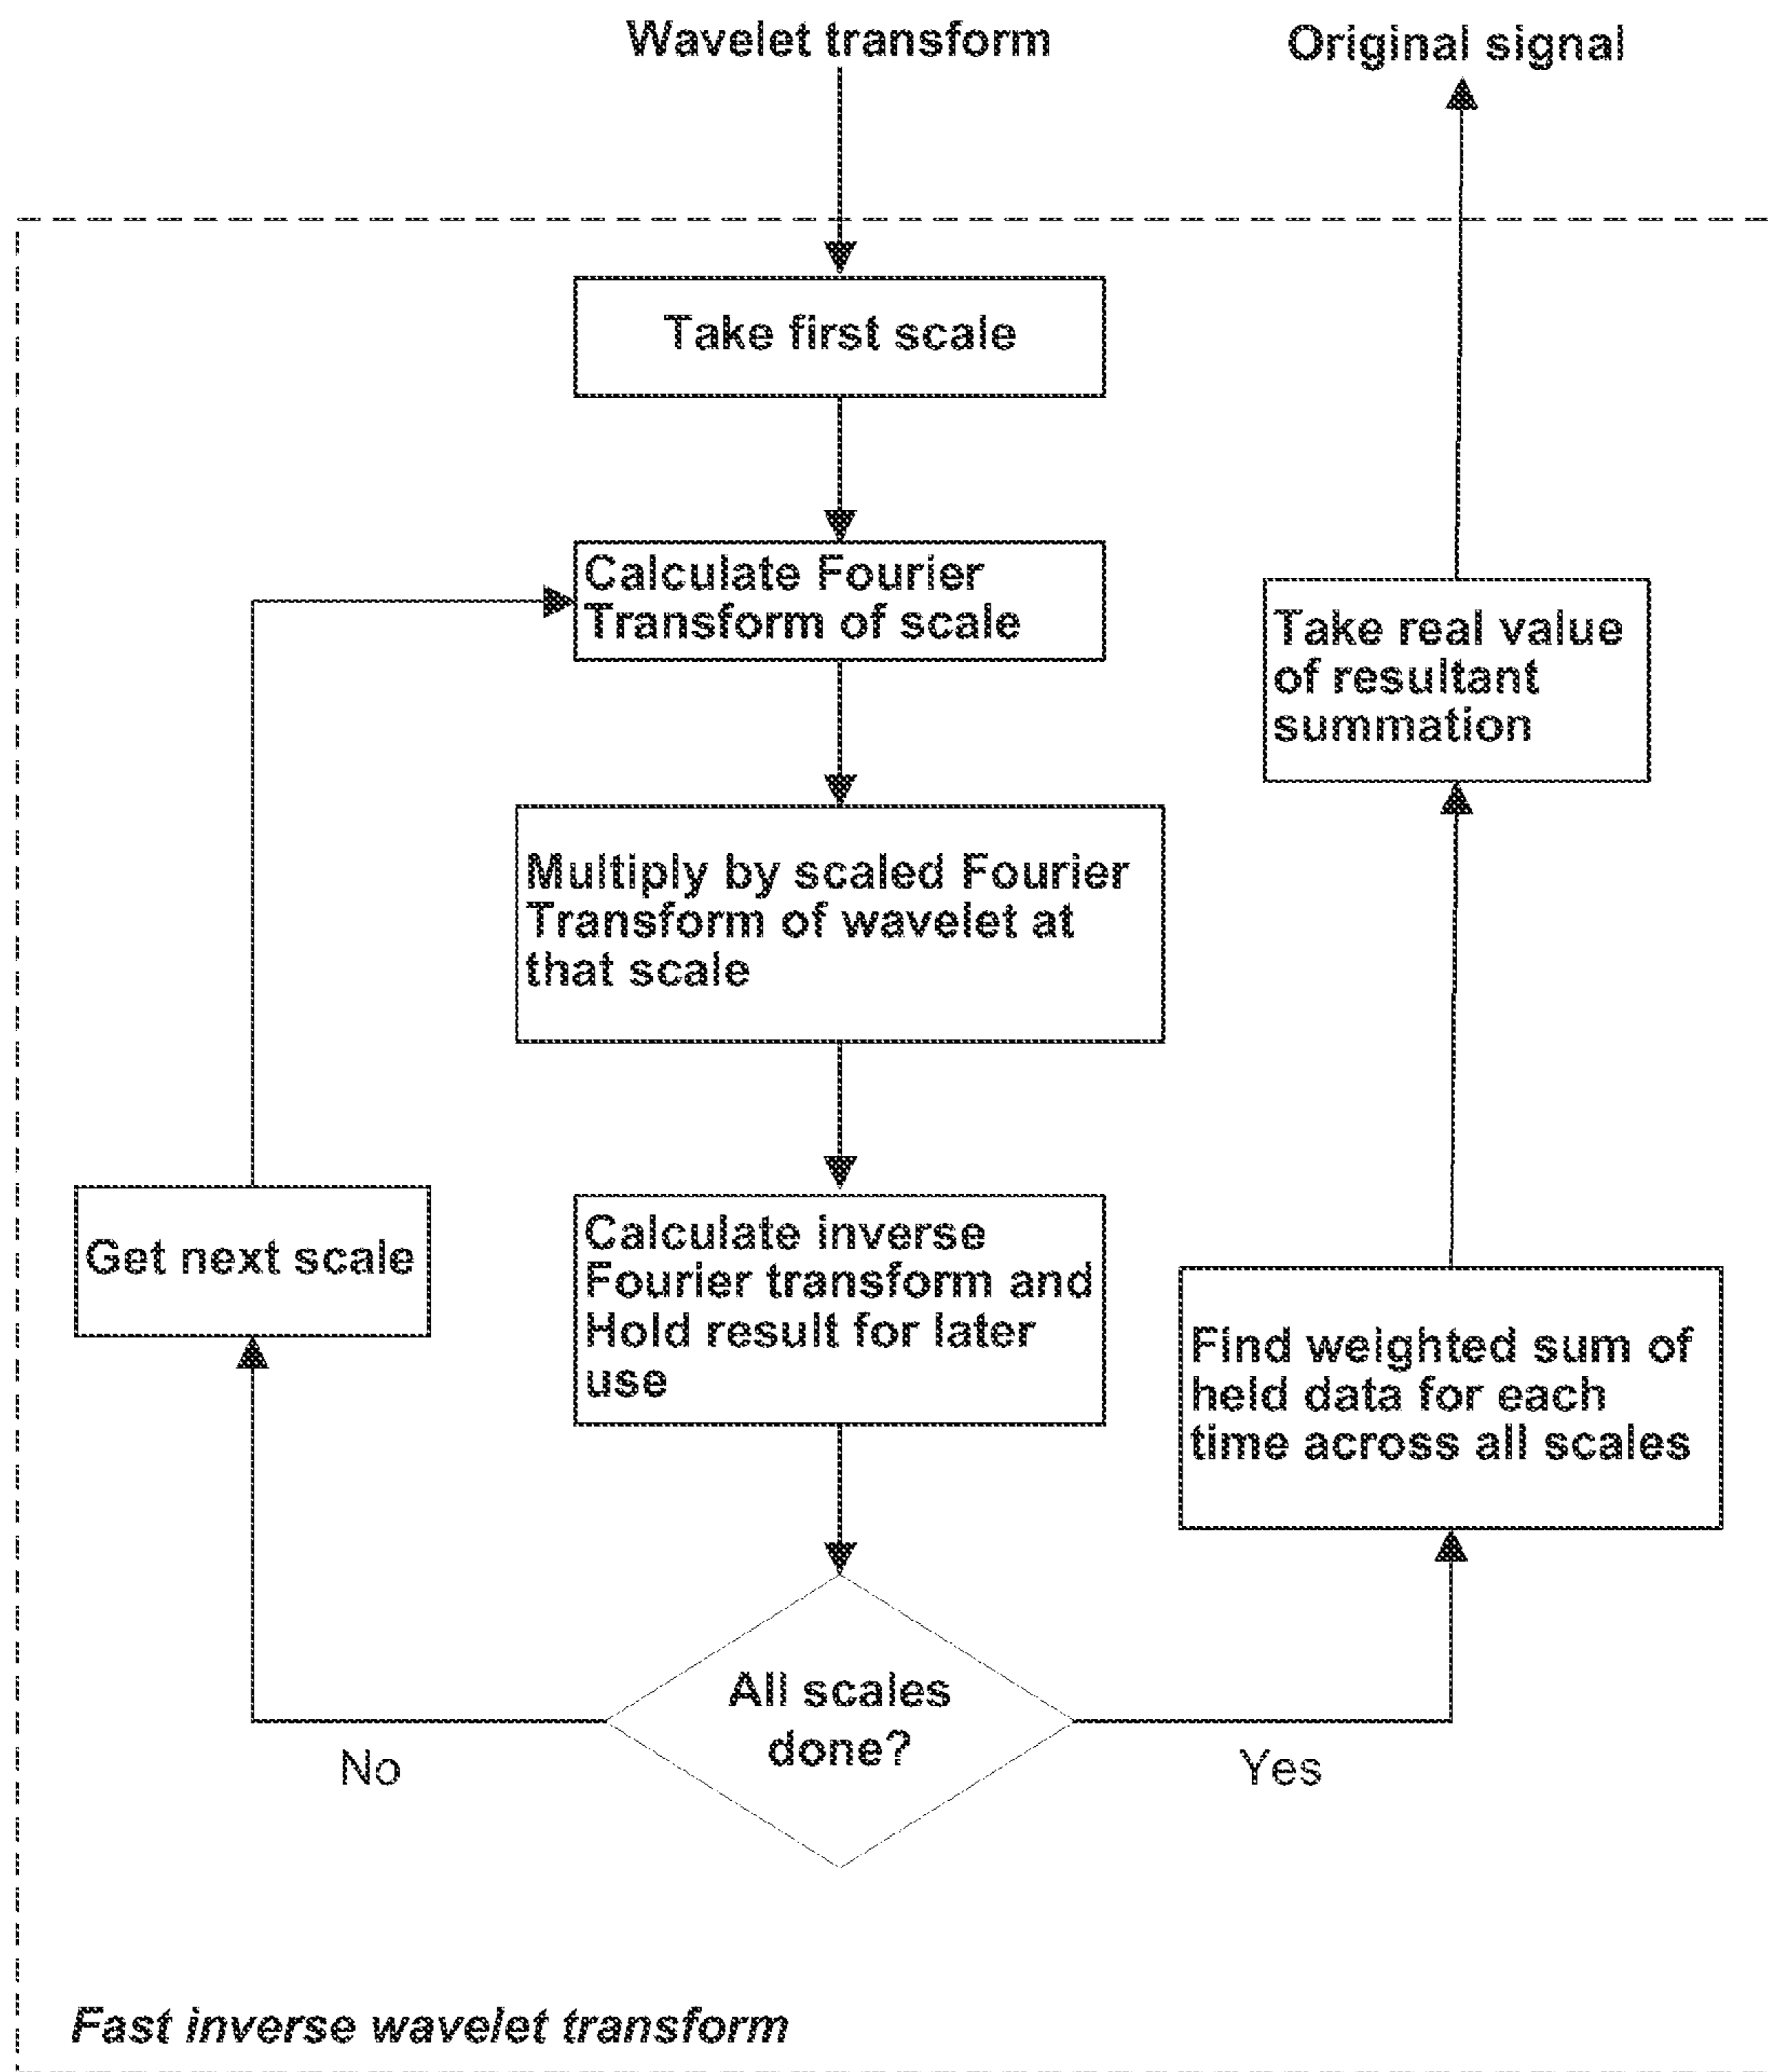 Wavelet transform
Original signal
Take first scale
Calculate Fourier
Transform of scale
Take real value
of resultant
summation
Multiply by scaled Fourier
Transform of wavelet at
that scale
Get next scale
Calculate inverse
Fourier transform and
Hold result for later
use
Find weighted sum of
held data for each
time across all scales
All scales
done?
No
Yes
Fast inverse wavelet transform